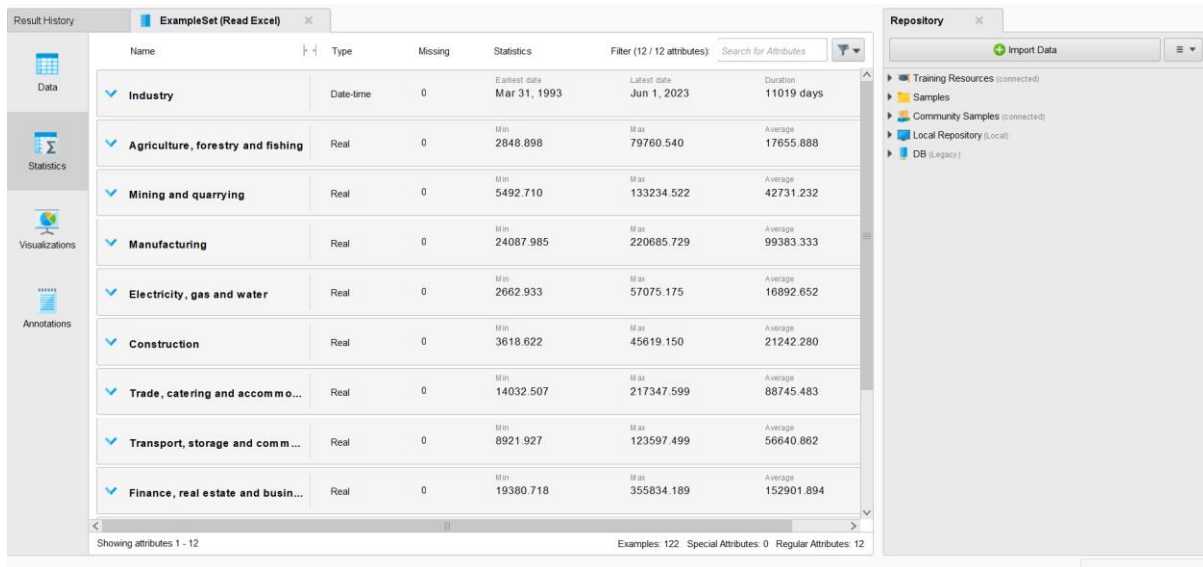 Result History
ExampleSet (Read Excel)
Repository
Name Type Missing Statistics Filter (12 / 12 attributes): Search for Attributes
Import Data
Data
Statistics
Visualizations
Annotations
Earliest date Latest date Duration
Industry Date-time 0 Mar 31, 1993 Jun 1, 2023 11019 days
Min Max Average
Agriculture, forestry and fishing Real 0 2848.898 79760.540 17655.888
Min Max Average
Mining and quarrying Real 0 5492.710 133234.522 42731.232
Min Max Average
Manufacturing Real 0 24087.985 220685.729 99383.333
Min Max Average
Electricity, gas and water Real 0 2662.933 57075.175 16892.652
Min Max Average
Construction Real 0 3618.622 45619.150 21242.280
Min Max Average
Trade, catering and accommo... Real 0 14032.507 217347.599 88745.483
Min Max Average
Transport, storage and comm... Real 0 8921.927 123597.499 56640.862
Min Max Average
Finance, real estate and busin... Real 0 19380.718 355834.189 152901.894
Showing attributes 1 - 12
Examples: 122 Special Attributes: 0 Regular Attributes: 12
Training Resources (connected)
Samples
Community Samples (connected)
Local Repository (Local)
DB (Legacy)